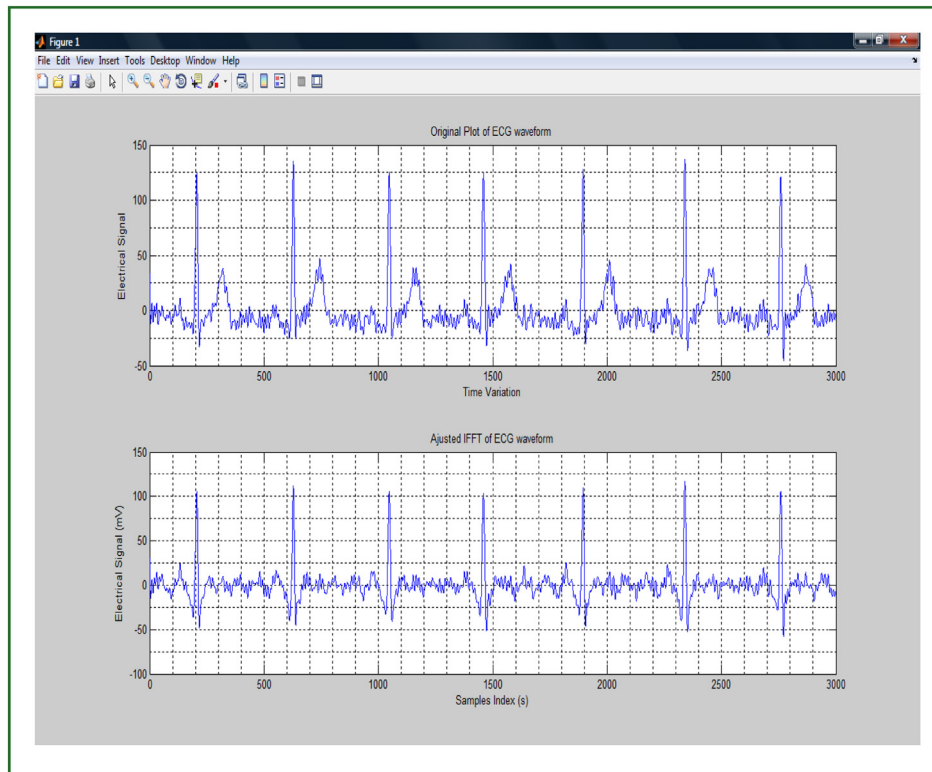 Figure 1
File Edit View Insert Tools Desktop Window Help
Original Plot of ECG waveform
Electrical Signal
150
100
50
0
-50
0 500 1000 1500 2000 2500 3000
Time Variation
Ajusted IFFT of ECG waveform
Electrical Signal (mV)
150
100
50
0
-50
-100
0 500 1000 1500 2000 2500 3000
Samples Index (s)